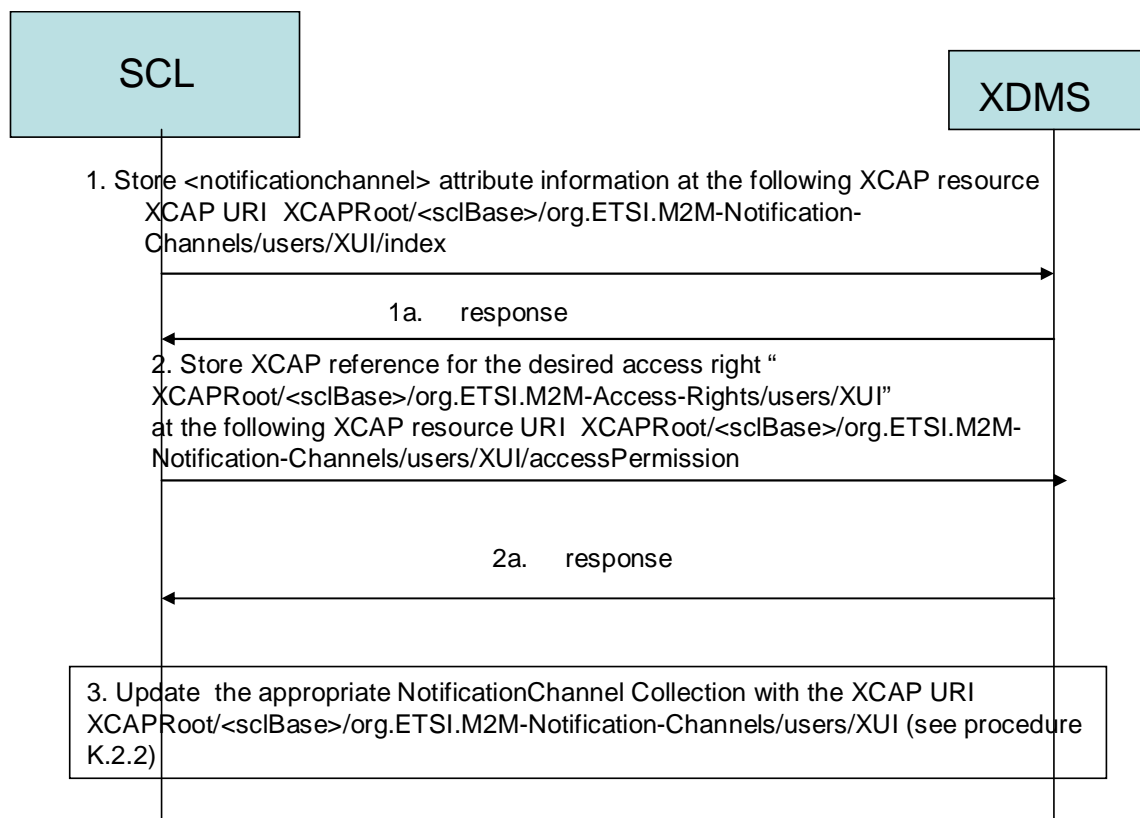 SCL
XDMS
1. Store <notificationchannel> attribute information at the following XCAP resource
XCAP URI XCAPRoot/<sclBase>/org.ETSI.M2M-Notification-
Channels/users/XUI/index
1a. response
2. Store XCAP reference for the desired access right “
XCAPRoot/<sclBase>/org.ETSI.M2M-Access-Rights/users/XUI”
at the following XCAP resource URI XCAPRoot/<sclBase>/org.ETSI.M2M-
Notification-Channels/users/XUI/accessPermission
2a. response
3. Update the appropriate NotificationChannel Collection with the XCAP URI
XCAPRoot/<sclBase>/org.ETSI.M2M-Notification-Channels/users/XUI (see procedure
K.2.2)